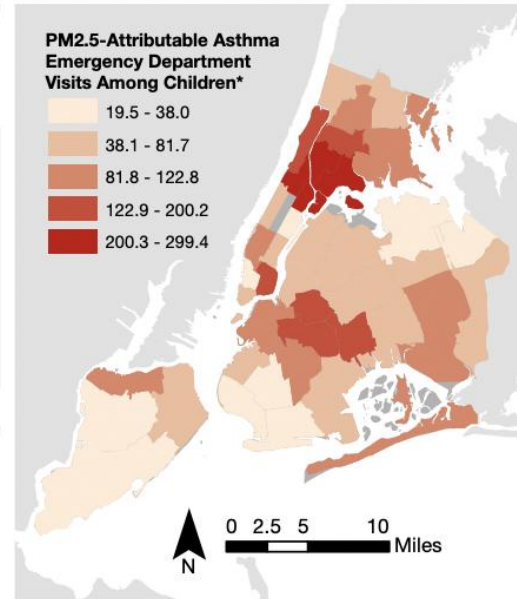 PM2.5-Attributable Asthma
Emergency Department
Visits Among Children*
19.5 - 38.0
38.1 - 81.7
81.8 - 122.8
122.9 - 200.2
200.3 - 299.4
0 2.5 5 10
Miles
N